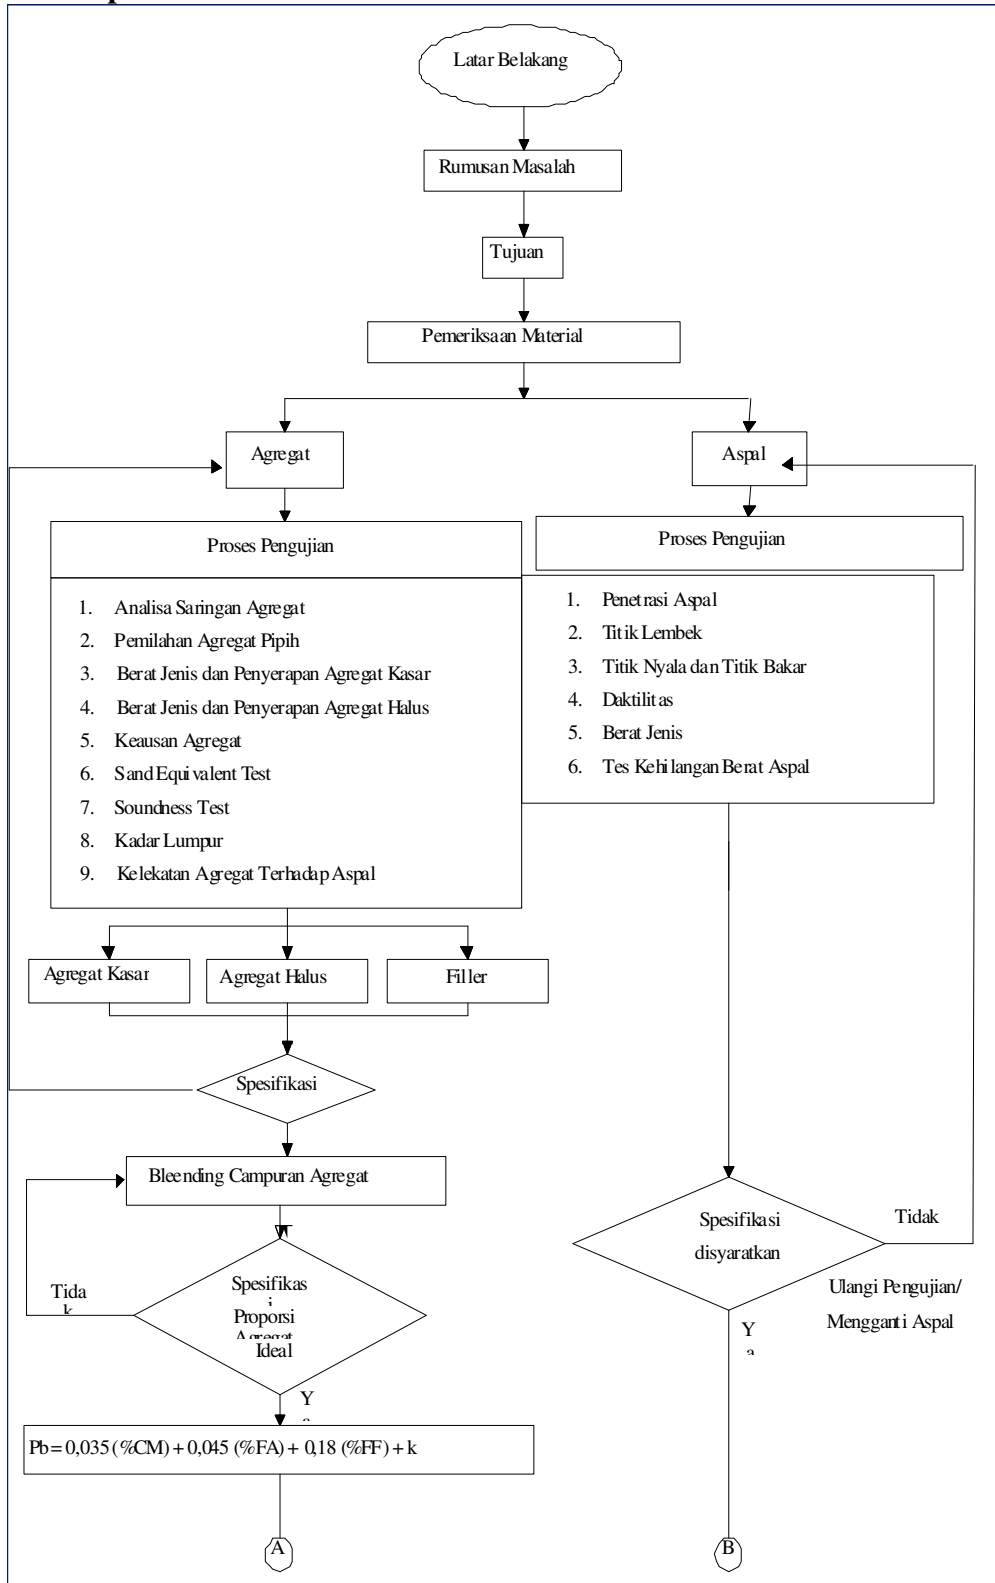 Latar Belakang
Rumusan Masalah
Tujuan
Pemeriksaan Material
Agregat
Aspal
Proses Pengujian
1. Analisa Saringan Agregat
2. Pemilahan Agregat Pipih
3. Berat Jenis dan Penyerapan Agregat Kasar
4. Berat Jenis dan Penyerapan Agregat Halus
5. Keausan Agregat
6. Sand Equivalent Test
7. Soundness Test
8. Kadar Lumpur
9. Kelekatan Agregat Terhadap Aspal
Proses Pengujian
1. Penetrasi Aspal
2. Titik Lembek
3. Titik Nyala dan Titik Bakar
4. Daktilitas
5. Berat Jenis
6. Tes Kehilangan Berat Aspal
Agregat Kasar
Agregat Halus
Filler
Spesifikasi
Bleending Campuran Agregat
Spesifikas
i
Proporsi
Agregat
Ideal
Tida
k
Y
a
Pb = 0,035 (%CM) + 0,045 (%FA) + 0,18 (%FF) + k
A
Spesifikasi
disyaratkan
Tidak
Ulangi Pengujian/
Mengganti Aspal
Y
a
B